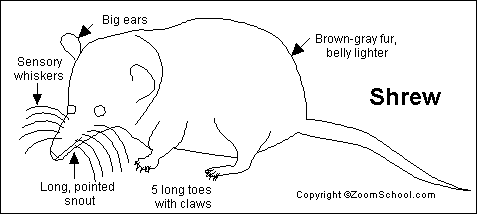 Big ears
Brown-gray fur,
belly lighter
Sensory
whiskers
Shrew
Long, pointed
snout
5 long toes
with claws
Copyright ©ZoomSchool.com